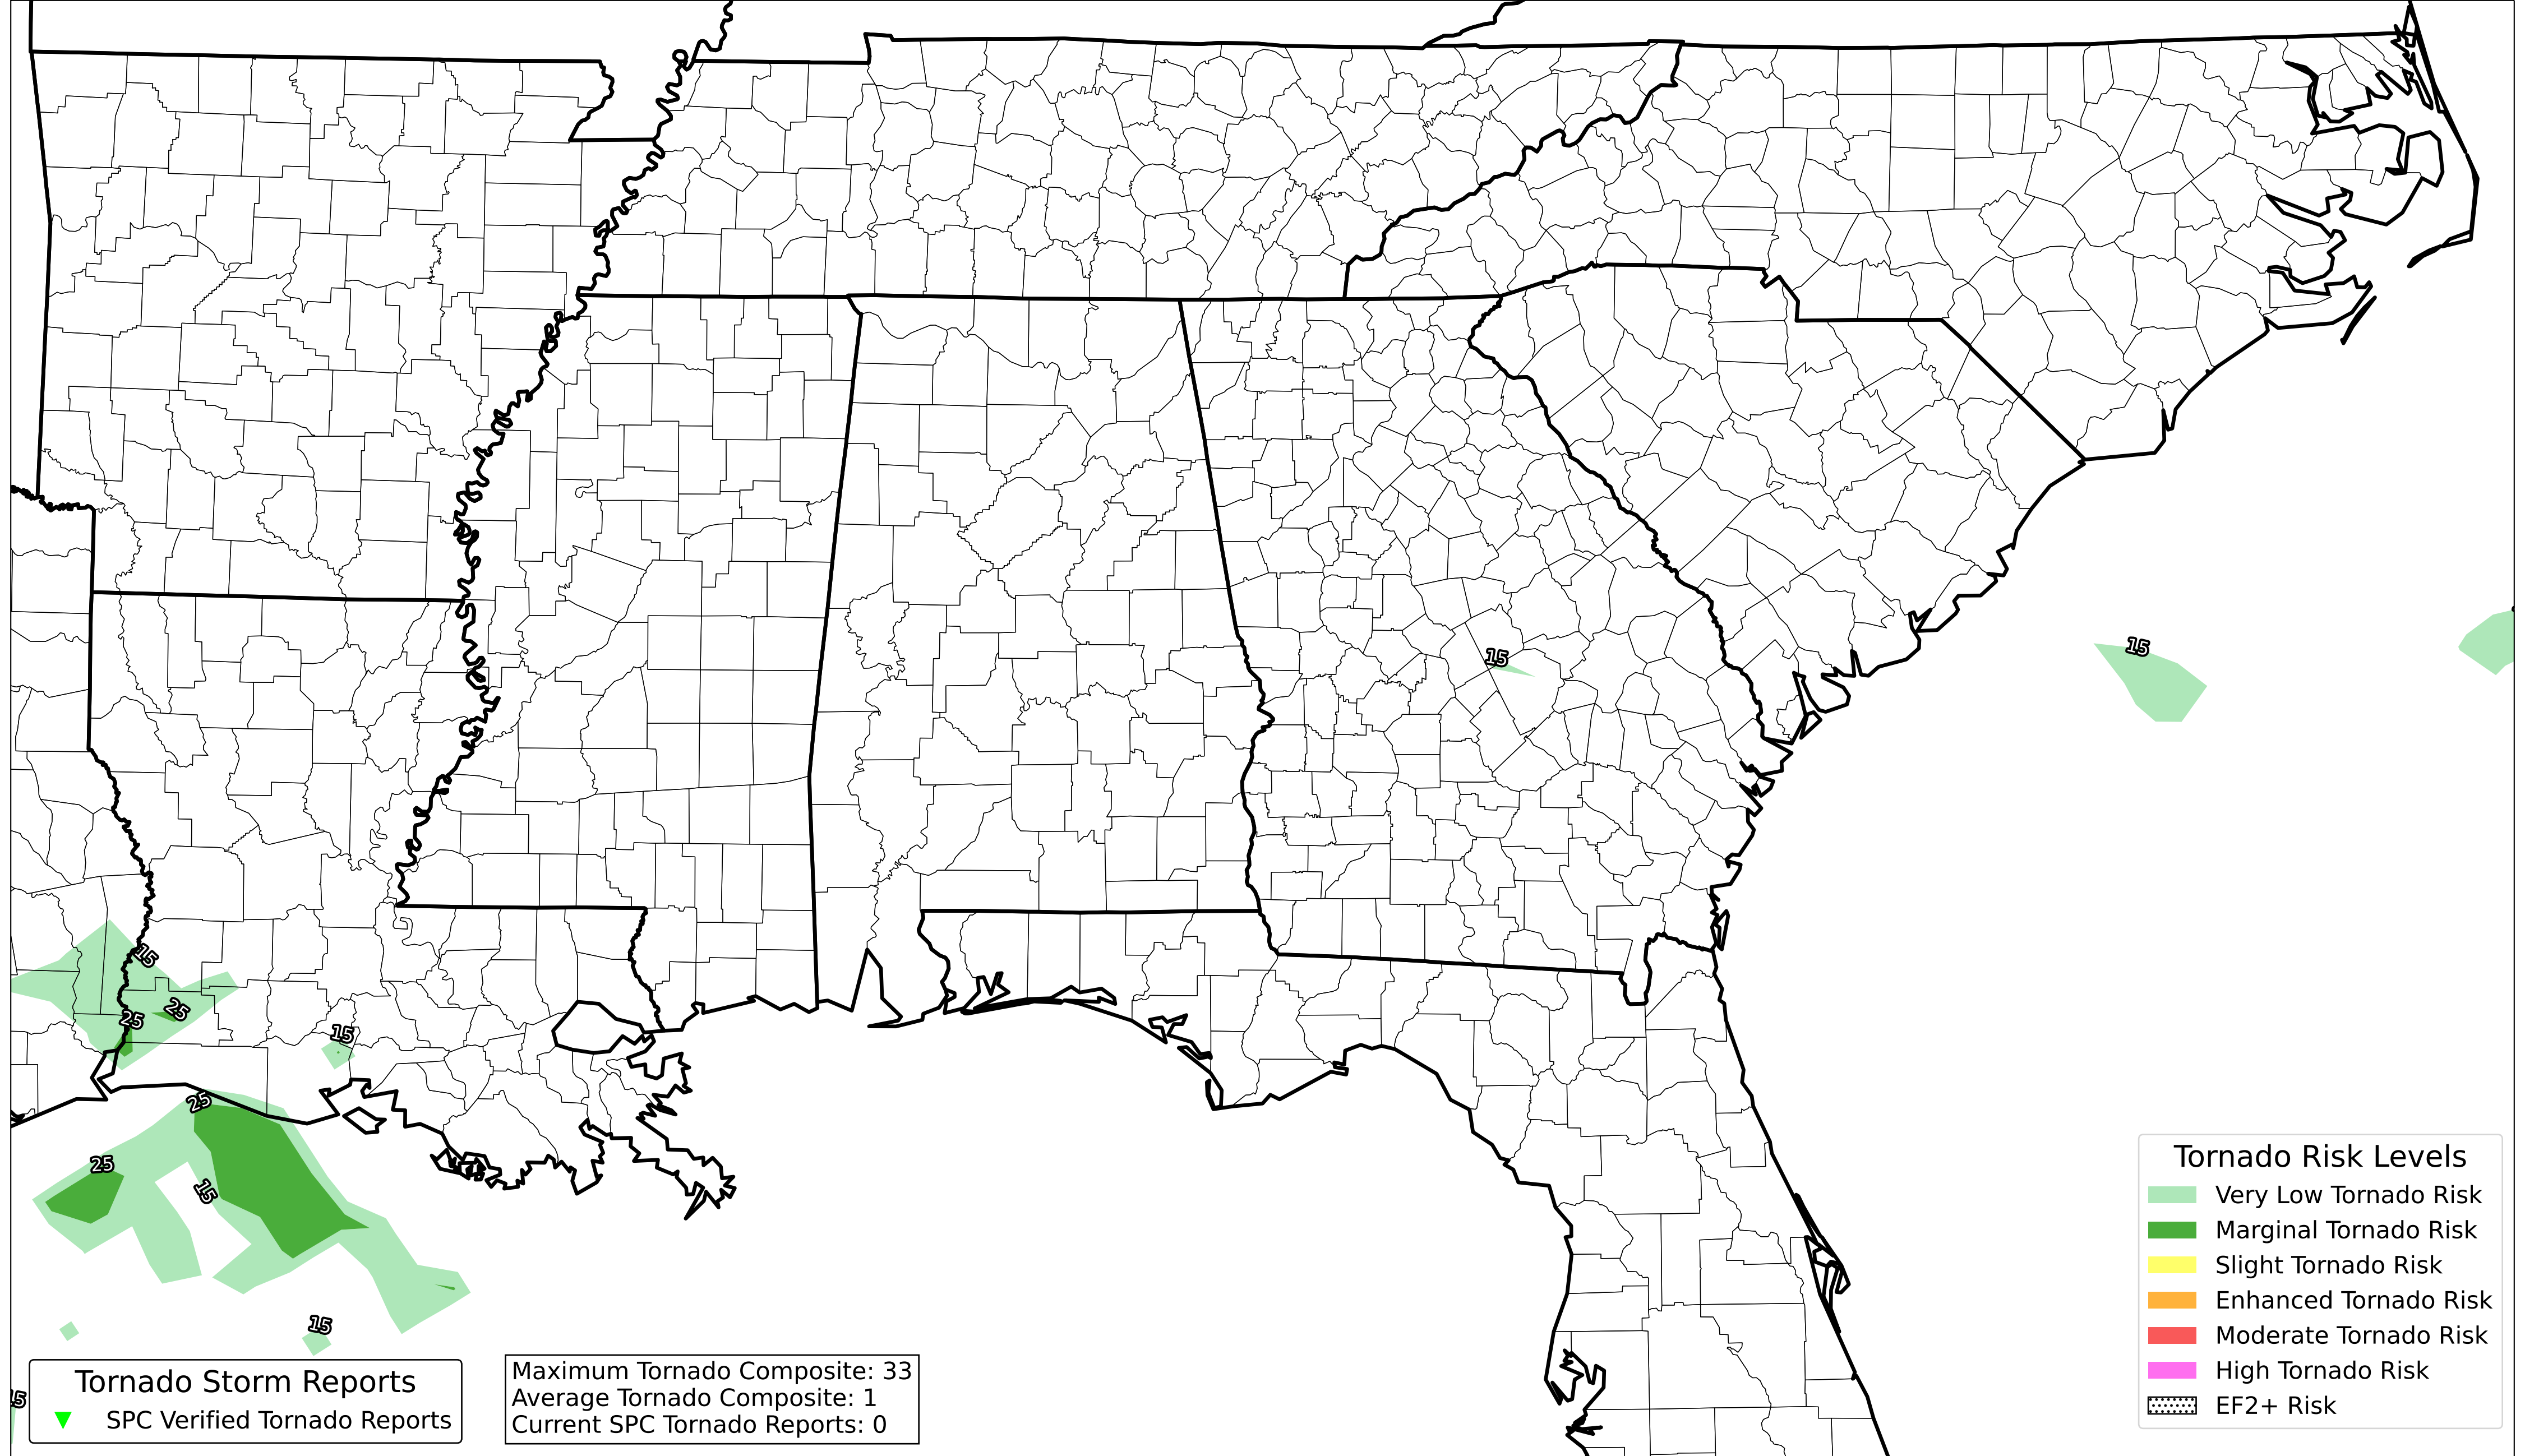 15
15
15
25
25
15
25
25
15
15
15
Tornado Risk Levels
Very Low Tornado Risk
Marginal Tornado Risk
Slight Tornado Risk
Enhanced Tornado Risk
Moderate Tornado Risk
High Tornado Risk
EF2+ Risk
Tornado Storm Reports
SPC Verified Tornado Reports
Maximum Tornado Composite: 33
Average Tornado Composite: 1
Current SPC Tornado Reports: 0